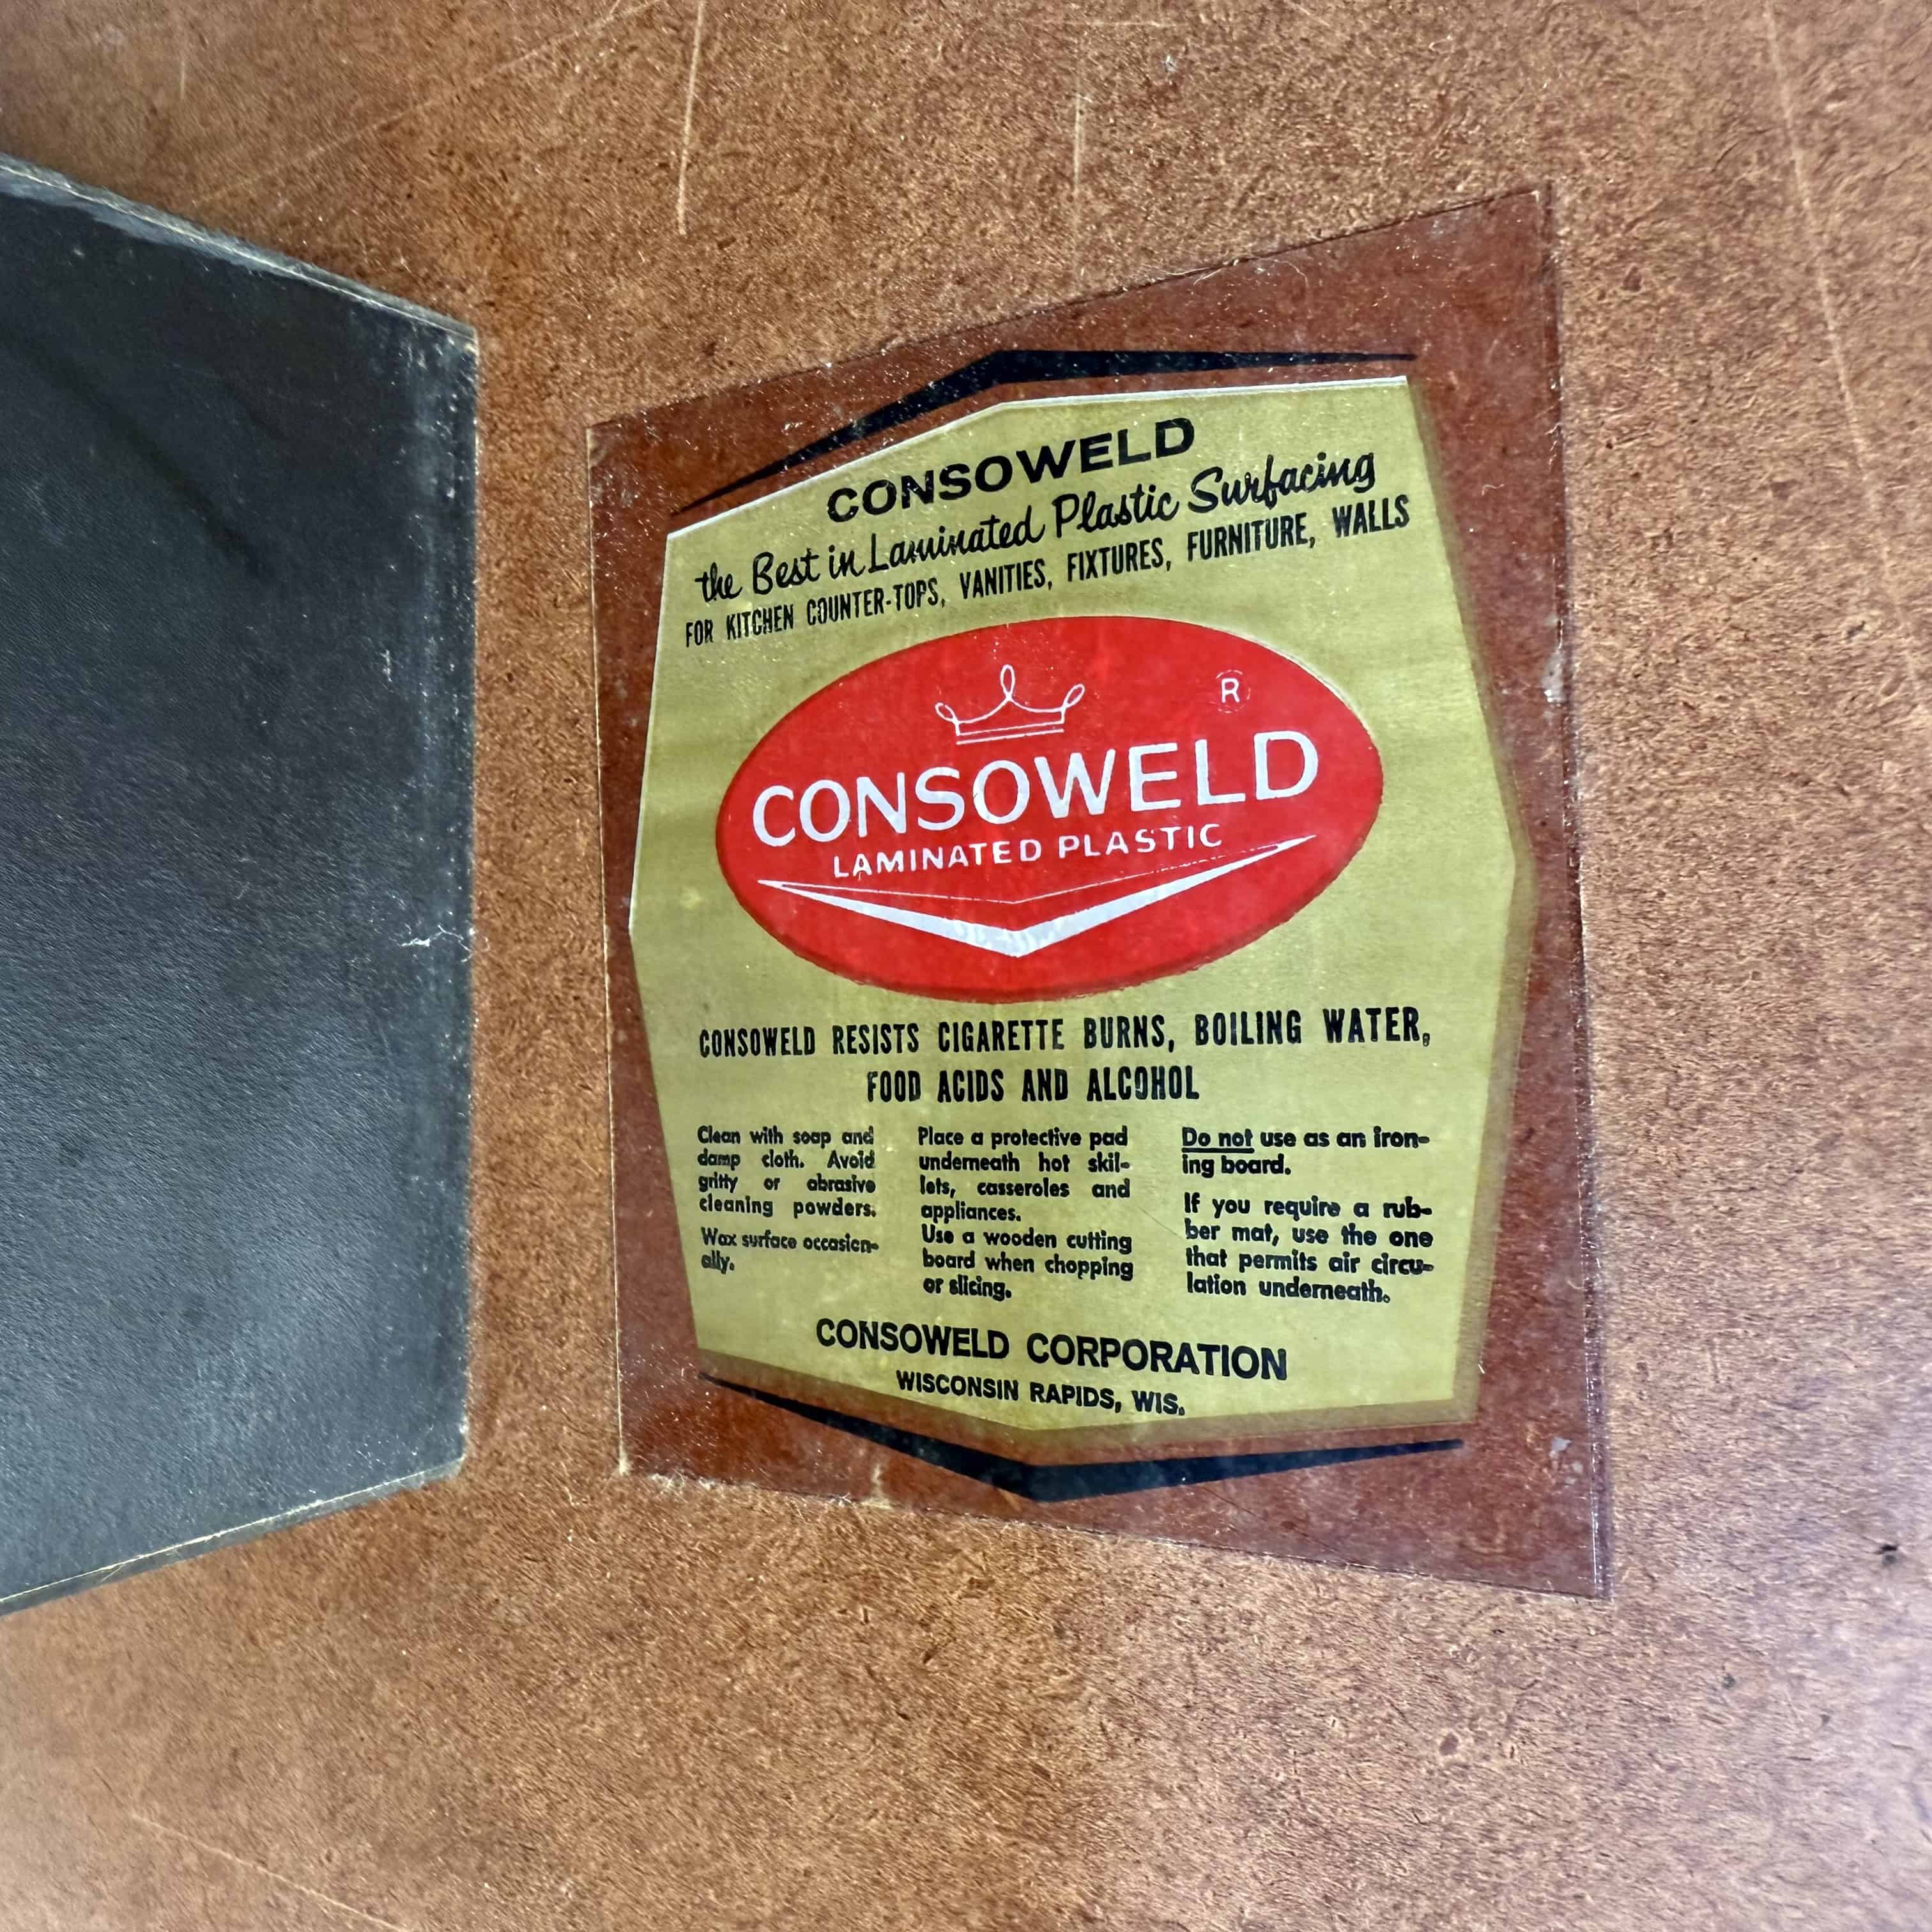 CONSOWELD
the Best in Laminated Plastic Surfacing
FOR KITCHEN COUNTER-TOPS, VANITIES, FIXTURES, FURNITURE, WALLS
R
CONSOWELD
LAMINATED PLASTIC
CONSOWELD RESISTS CIGARETTE BURNS, BOILING WATER,
FOOD ACIDS AND ALCOHOL
Clean with soap and
damp cloth. Avoid
gritty or abrasive
cleaning powders.
Wax surface occasion-
ally.
Place a protective pad
underneath hot skil-
lets, casseroles and
appliances.
Use a wooden cutting
board when chopping
or slicing.
Do not use as an iron-
ing board.
If you require a rub-
ber mat, use the one
that permits air circu-
lation underneath.
CONSOWELD CORPORATION
WISCONSIN RAPIDS, WIS.